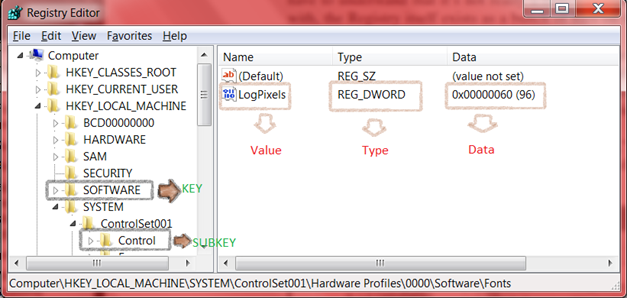 Registry Editor
File Edit View Favorites Help
Computer
HKEY_CLASSES_ROOT
HKEY_CURRENT_USER
HKEY_LOCAL_MACHINE
BCD00000000
HARDWARE
SAM
SECURITY
SOFTWARE KEY
SYSTEM
ControlSet001
Control SUBKEY
Name Type Data
(Default) REG_SZ (value not set)
LogPixels REG_DWORD 0x00000060 (96)
Value Type Data
Computer\HKEY_LOCAL_MACHINE\SYSTEM\ControlSet001\Hardware Profiles\0000\Software\Fonts